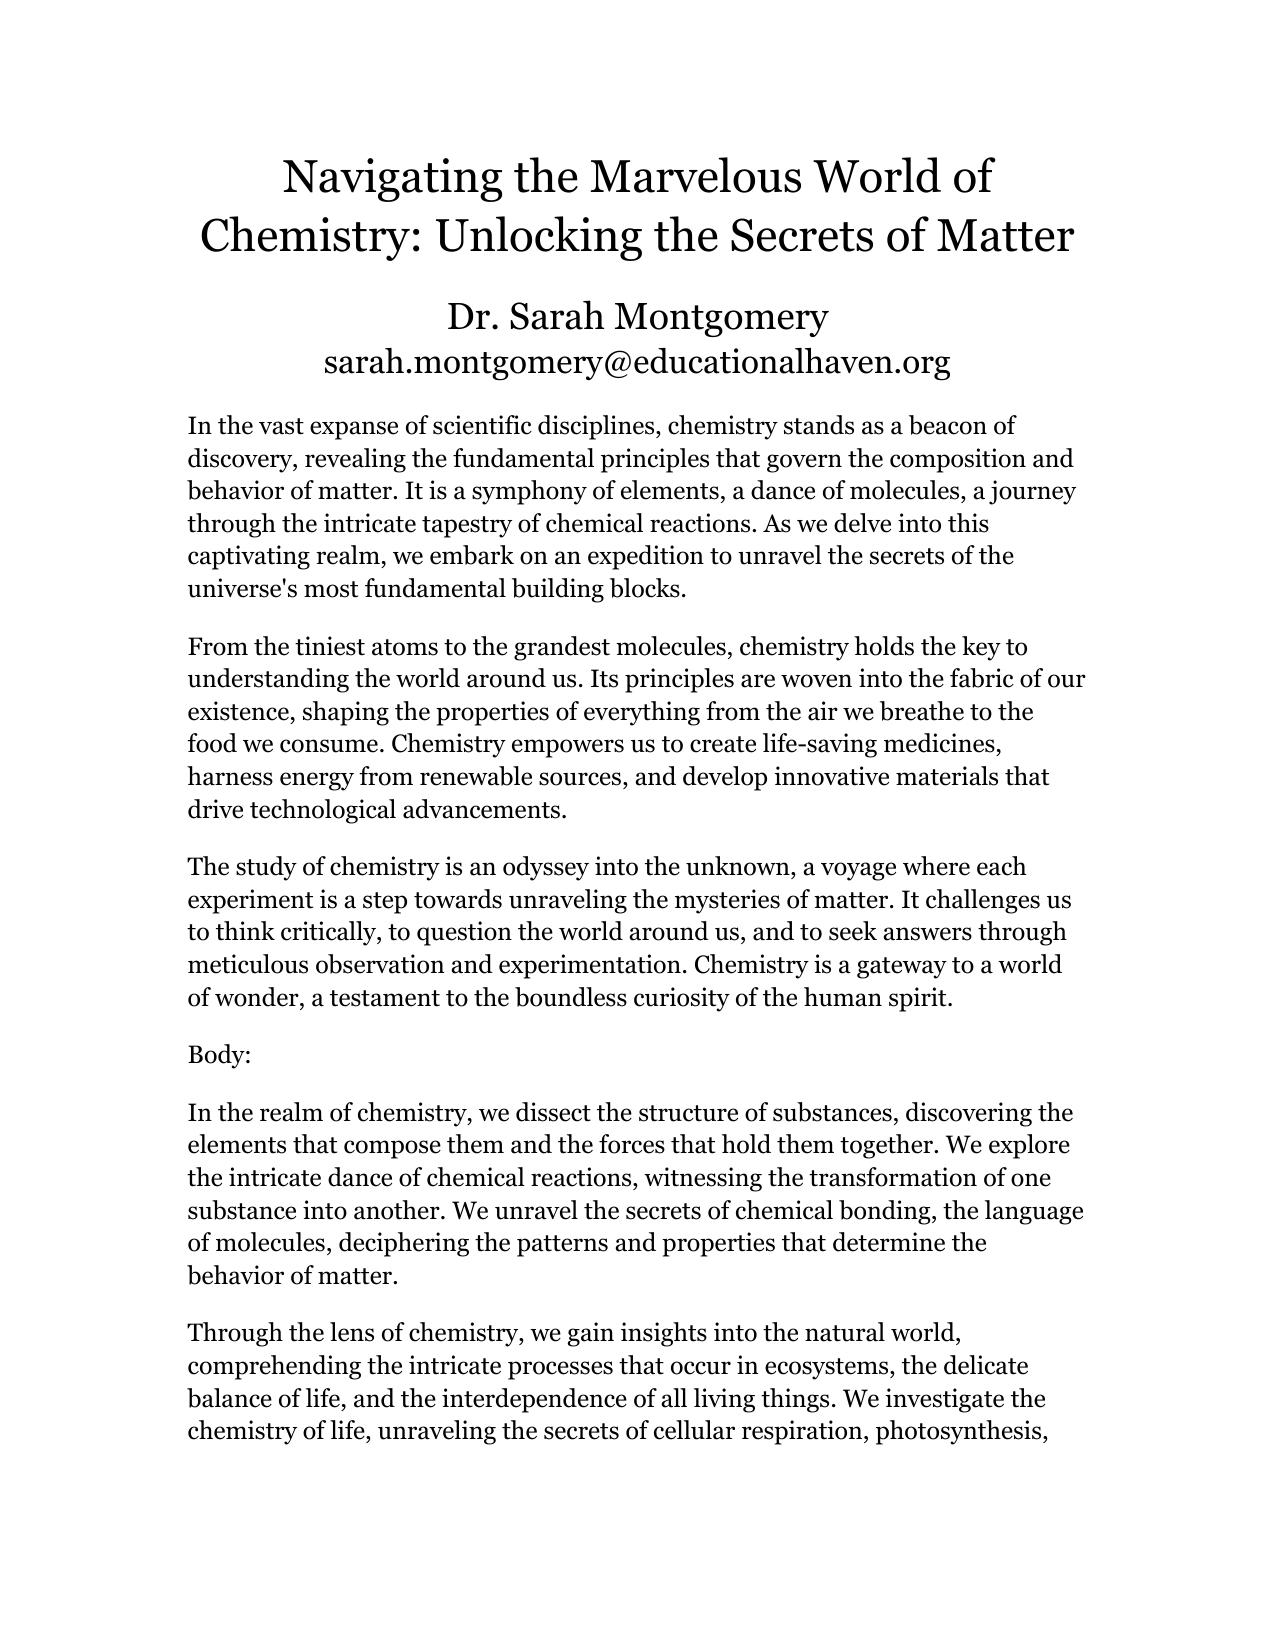 Navigating the Marvelous World of
Chemistry: Unlocking the Secrets of Matter
Dr. Sarah Montgomery
sarah.montgomery@educationalhaven.org
In the vast expanse of scientific disciplines, chemistry stands as a beacon of
discovery, revealing the fundamental principles that govern the composition and
behavior of matter. It is a symphony of elements, a dance of molecules, a journey
through the intricate tapestry of chemical reactions. As we delve into this
captivating realm, we embark on an expedition to unravel the secrets of the
universe's most fundamental building blocks.
From the tiniest atoms to the grandest molecules, chemistry holds the key to
understanding the world around us. Its principles are woven into the fabric of our
existence, shaping the properties of everything from the air we breathe to the
food we consume. Chemistry empowers us to create life-saving medicines,
harness energy from renewable sources, and develop innovative materials that
drive technological advancements.
The study of chemistry is an odyssey into the unknown, a voyage where each
experiment is a step towards unraveling the mysteries of matter. It challenges us
to think critically, to question the world around us, and to seek answers through
meticulous observation and experimentation. Chemistry is a gateway to a world
of wonder, a testament to the boundless curiosity of the human spirit.
Body:
In the realm of chemistry, we dissect the structure of substances, discovering the
elements that compose them and the forces that hold them together. We explore
the intricate dance of chemical reactions, witnessing the transformation of one
substance into another. We unravel the secrets of chemical bonding, the language
of molecules, deciphering the patterns and properties that determine the
behavior of matter.
Through the lens of chemistry, we gain insights into the natural world,
comprehending the intricate processes that occur in ecosystems, the delicate
balance of life, and the interdependence of all living things. We investigate the
chemistry of life, unraveling the secrets of cellular respiration, photosynthesis,